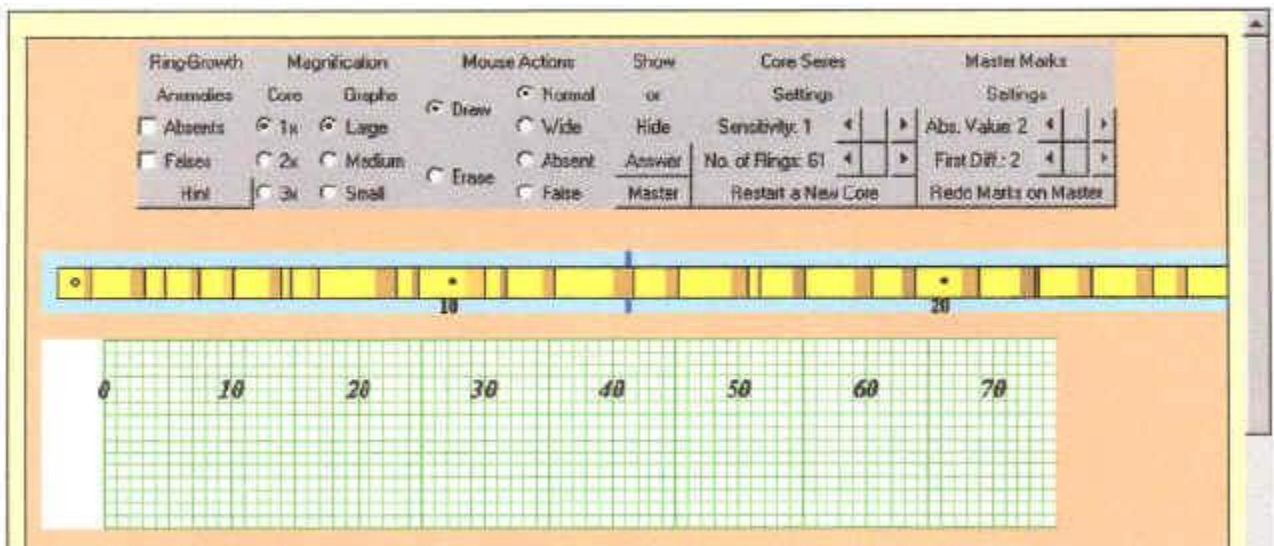 Ring-Growth Magnification Mouse Actions Show Core Series Master Marks
Anomalies Core Graphs Draw Normal or Settings Settings
Absents 1x Large Wide Hide Sensitivity: 1 Abs. Value: 2
Falses 2x Medium Erase Absent Answer No. of Rings: 61 First Diff.: 2
Hint 3x Small False Master Restart a New Core Redo Marks on Master
10 20
0 10 20 30 40 50 60 70